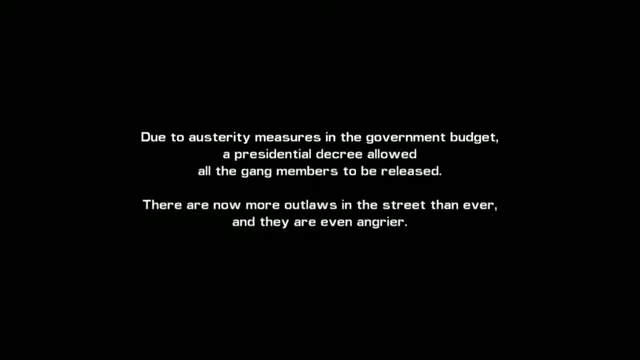 Due to austerity measures in the government budget,
a presidential decree allowed
all the gang members to be released.
There are now more outlaws in the street than ever,
and they are even angrier.